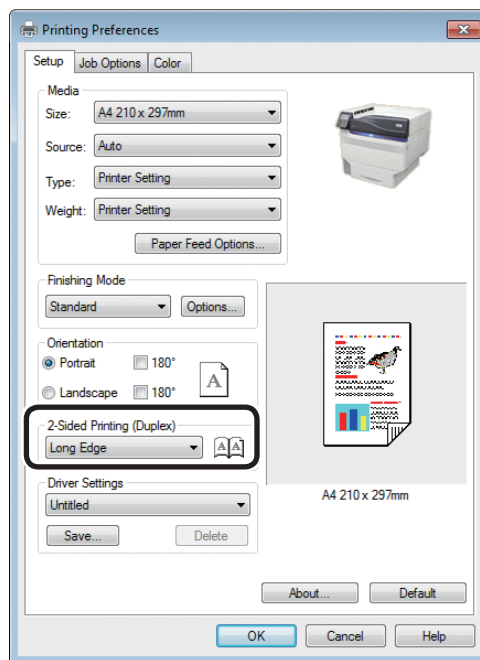 Printing Preferences
Setup Job Options Color
Media
Size: A4 210 x 297mm
Source: Auto
Type: Printer Setting
Weight: Printer Setting
Paper Feed Options...
Finishing Mode
Standard Options...
Orientation
Portrait 180°
A
Landscape 180°
2-Sided Printing (Duplex)
Long Edge A A
Driver Settings
Untitled
Save... Delete
A4 210 x 297mm
About... Default
OK Cancel Help